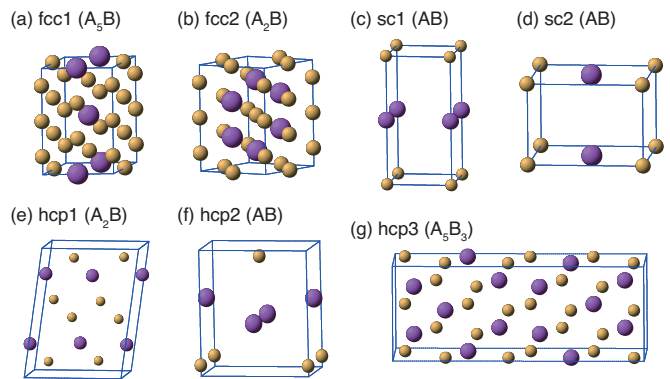 (a) fcc1 (A₅B)
(b) fcc2 (A₂B)
(c) sc1 (AB)
(d) sc2 (AB)
(e) hcp1 (A₂B)
(f) hcp2 (AB)
(g) hcp3 (A₅B₃)